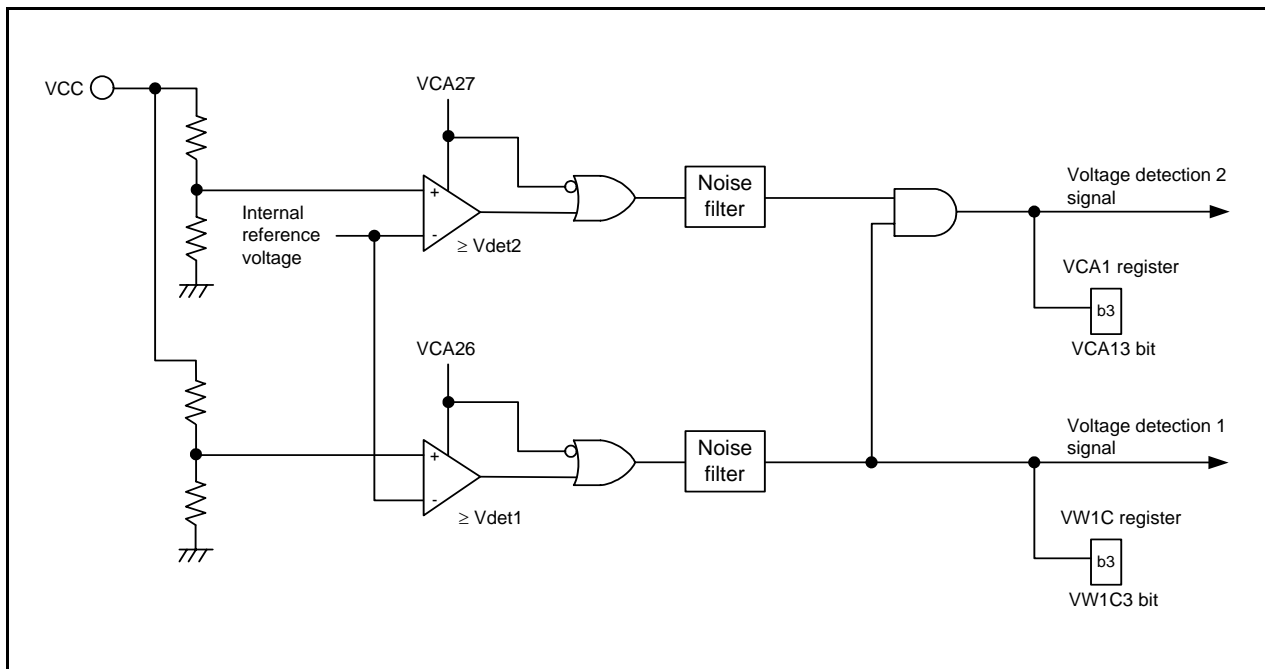 VCC
VCA27
+
-
Internal
reference
voltage
≥ Vdet2
Noise
filter
Voltage detection 2
signal
VCA1 register
b3
VCA13 bit
VCA26
+
-
≥ Vdet1
Noise
filter
Voltage detection 1
signal
VW1C register
b3
VW1C3 bit